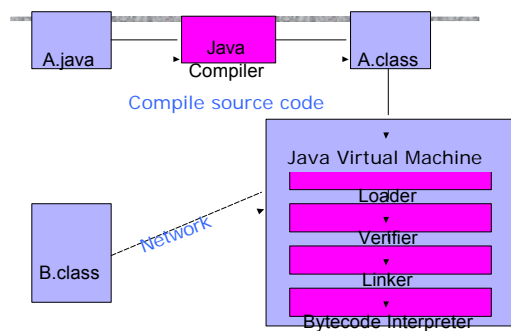 A.java
Java
Compiler
A.class
Compile source code
Java Virtual Machine
Loader
Verifier
Linker
Bytecode Interpreter
Network
B.class